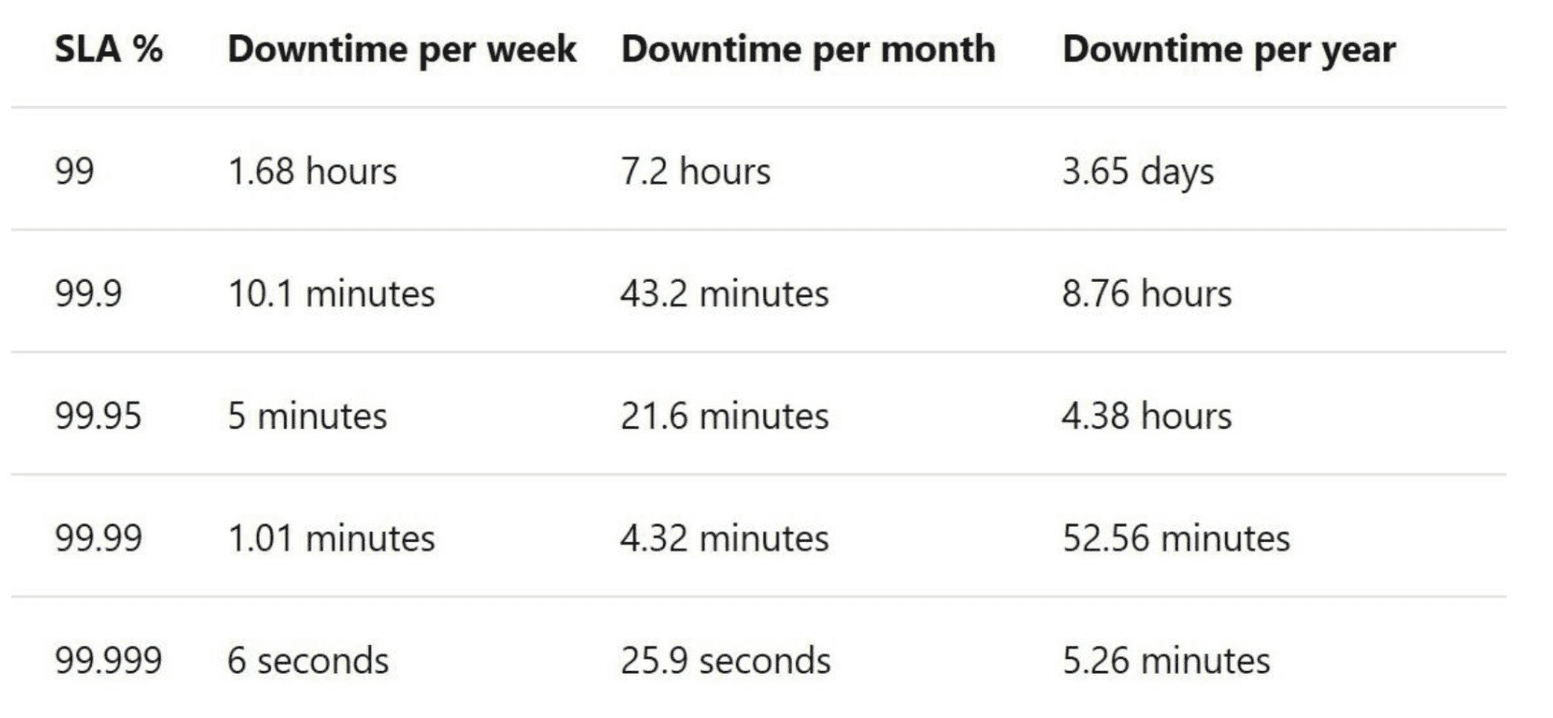 SLA % Downtime per week Downtime per month Downtime per year
99 1.68 hours 7.2 hours 3.65 days
99.9 10.1 minutes 43.2 minutes 8.76 hours
99.95 5 minutes 21.6 minutes 4.38 hours
99.99 1.01 minutes 4.32 minutes 52.56 minutes
99.999 6 seconds 25.9 seconds 5.26 minutes